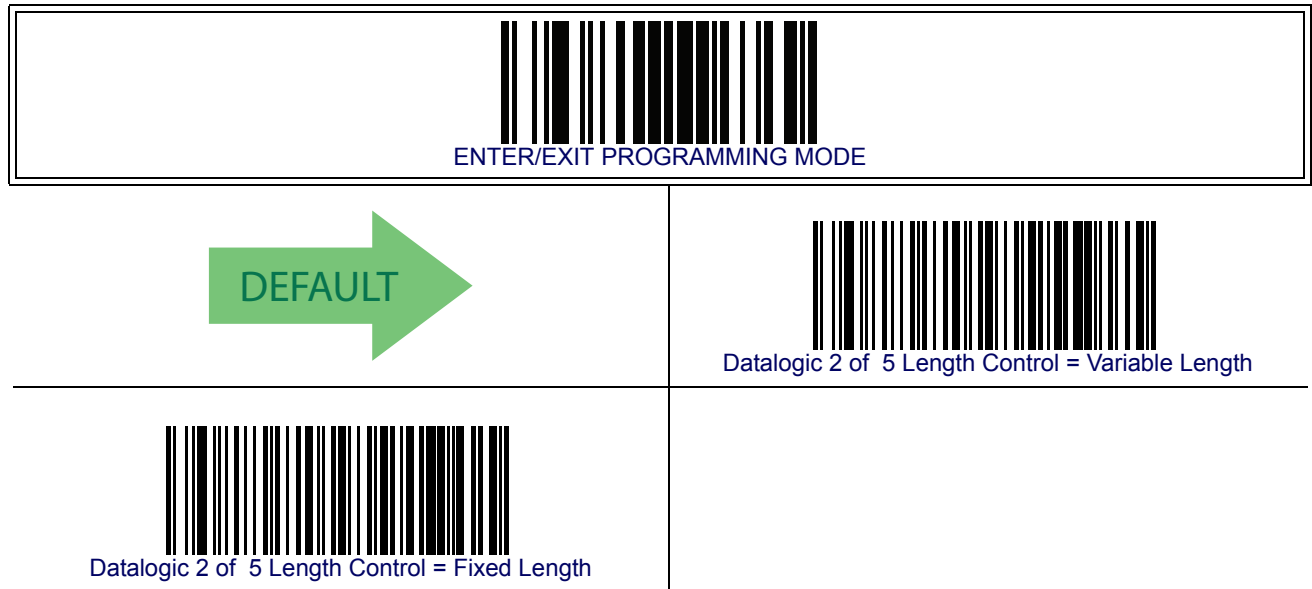 ENTER/EXIT PROGRAMMING MODE
DEFAULT
Datalogic 2 of  5 Length Control = Variable Length
Datalogic 2 of  5 Length Control = Fixed Length